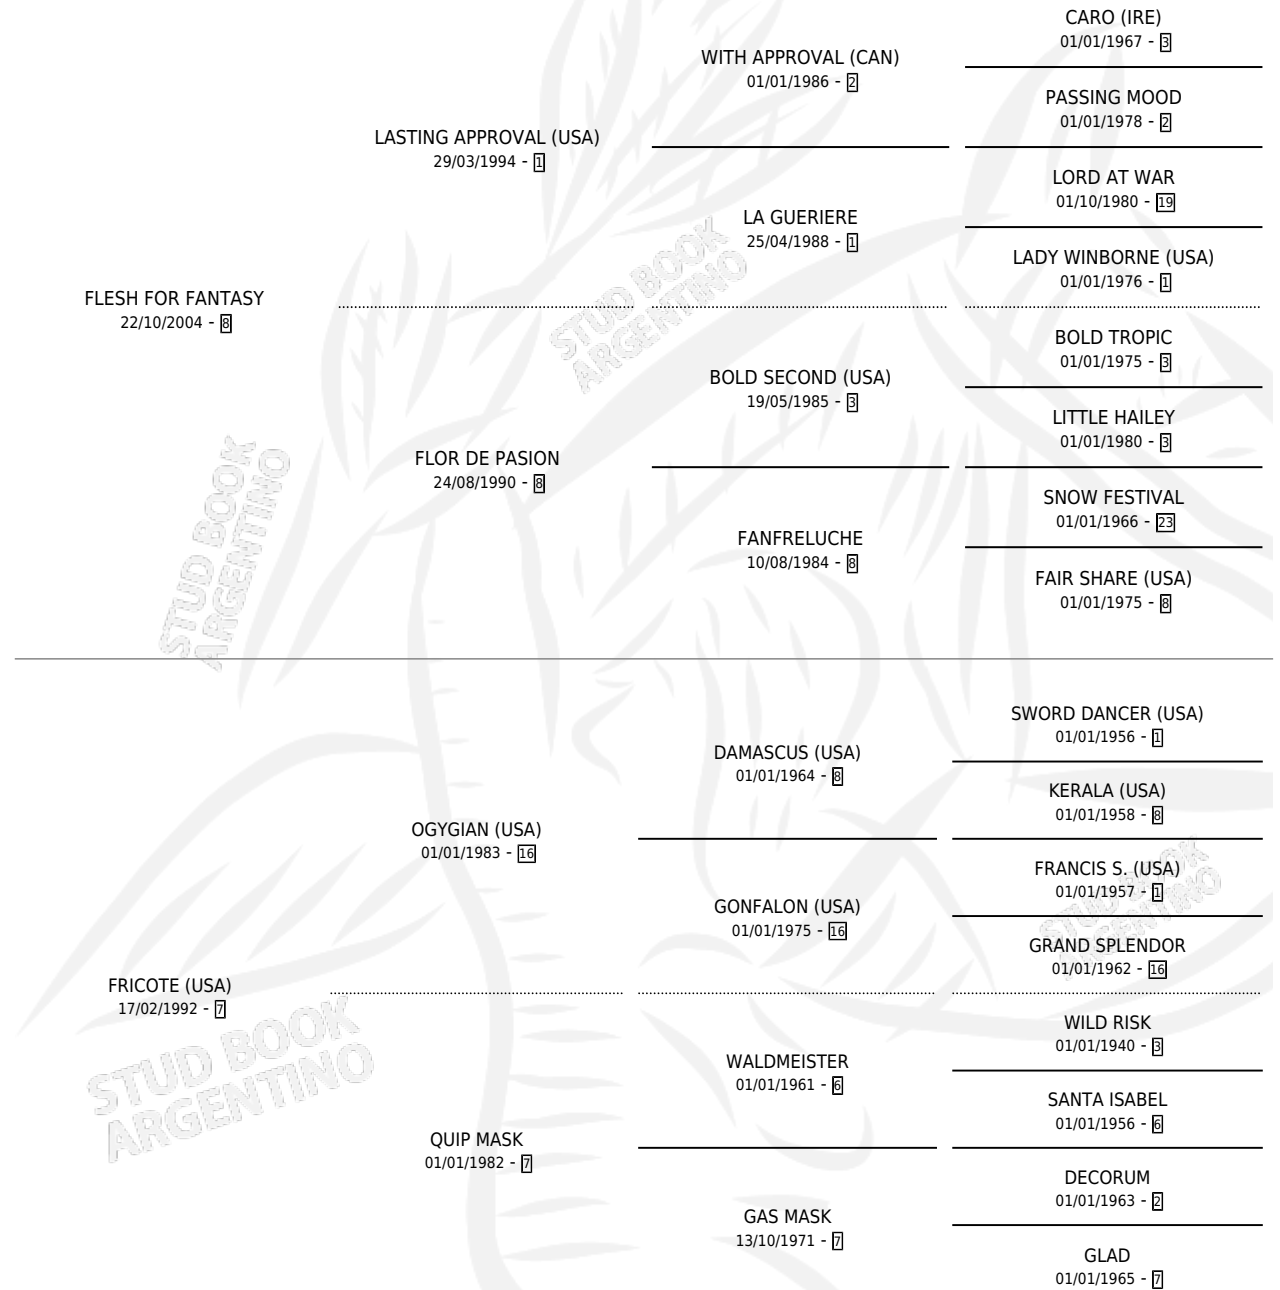 CARO (IRE)
01/01/1967 - 3
WITH APPROVAL (CAN)
01/01/1986 - 2
PASSING MOOD
01/01/1978 - 2
LASTING APPROVAL (USA)
29/03/1994 - 1
LORD AT WAR
01/10/1980 - 19
LA GUERIERE
25/04/1988 - 1
LADY WINBORNE (USA)
01/01/1976 - 1
FLESH FOR FANTASY
22/10/2004 - 8
BOLD TROPIC
01/01/1975 - 3
BOLD SECOND (USA)
19/05/1985 - 3
LITTLE HAILEY
01/01/1980 - 3
FLOR DE PASION
24/08/1990 - 8
SNOW FESTIVAL
01/01/1966 - 23
FANFRELUCHE
10/08/1984 - 8
FAIR SHARE (USA)
01/01/1975 - 8
STUD BOOK
ARGENTINO
STUD BOOK
ARGENTINO
SWORD DANCER (USA)
01/01/1956 - 1
DAMASCUS (USA)
01/01/1964 - 8
KERALA (USA)
01/01/1958 - 8
OGYGIAN (USA)
01/01/1983 - 16
FRANCIS S. (USA)
01/01/1957 - 1
GONFALON (USA)
01/01/1975 - 16
GRAND SPLENDOR
01/01/1962 - 16
STUD BOOK
ARGENTINO
FRICOTE (USA)
17/02/1992 - 7
WILD RISK
01/01/1940 - 3
WALDMEISTER
01/01/1961 - 6
SANTA ISABEL
01/01/1956 - 6
QUIP MASK
01/01/1982 - 7
DECORUM
01/01/1963 - 2
GAS MASK
13/10/1971 - 7
GLAD
01/01/1965 - 7
STUD BOOK
ARGENTINO